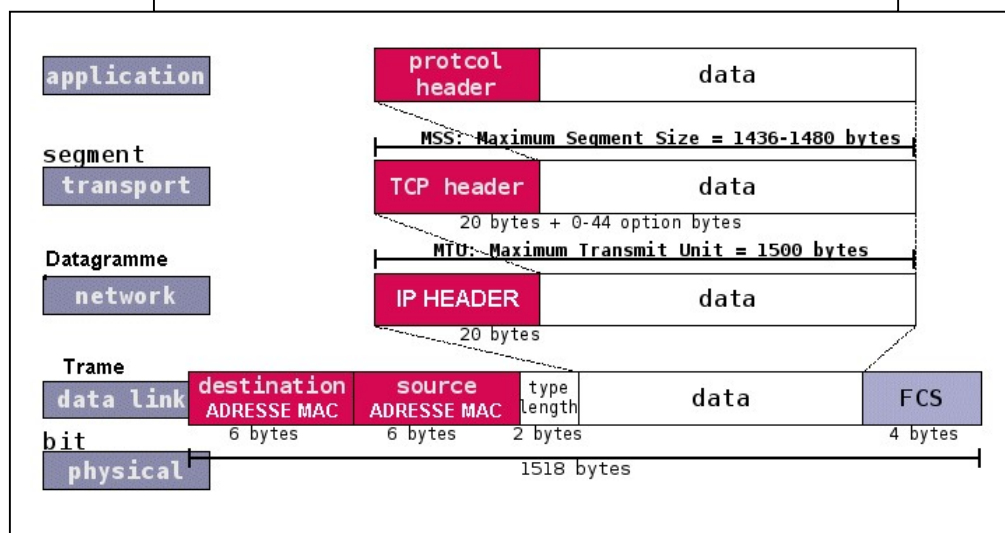 application
protcol
header
data
MSS: Maximum Segment Size = 1436-1480 bytes
segment
transport
TCP header
data
20 bytes + 0-44 option bytes
MTU: Maximum Transmit Unit = 1500 bytes
Datagramme
network
IP HEADER
data
20 bytes
Trame
data link
destination
ADRESSE MAC
source
ADRESSE MAC
type
length
data
FCS
6 bytes
6 bytes
2 bytes
4 bytes
bit
physical
1518 bytes